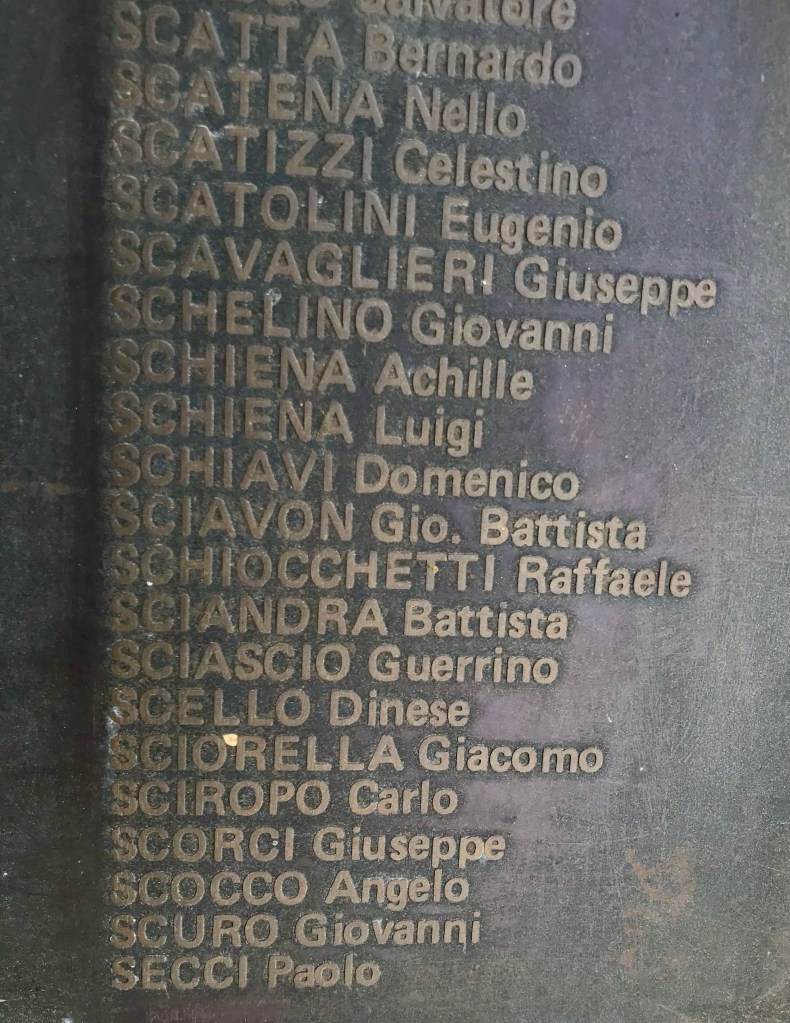 Salvatore
SCATTA Bernardo
SCATENA Nello
SCATIZZI Celestino
SCATOLINI Eugenio
SCAVAGLIERI Giuseppe
SCHELINO Giovanni
SCHIENA Achille
SCHIENA Luigi
SCHIAVI Domenico
SCIAVON Gio. Battista
SCHIOCCHETTI Raffaele
SCIANDRA Battista
SCIASCIO Guerrino
SCELLO Dinese
SCIORELLA Giacomo
SCIROPO Carlo
SCORCI Giuseppe
SCOCCO Angelo
SCURO Giovanni
SECCI Paolo